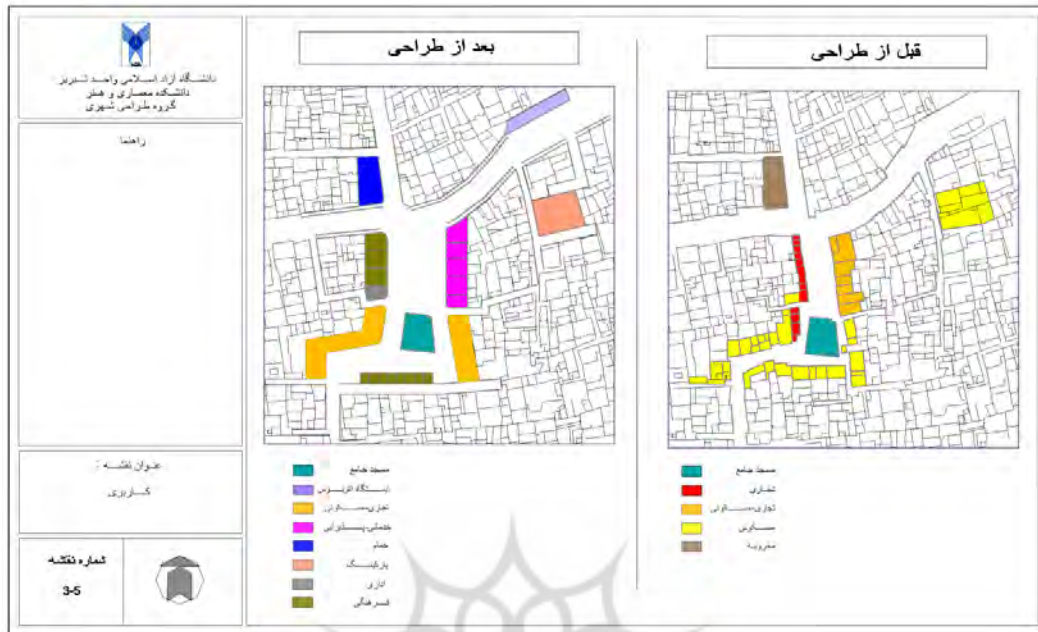 قبل از طراحی
بعد از طراحی
دانشگاه آزاد اسلامی واحد تبریز
دانشکده معماری و هنر
گروه طراحی شهری
راهنما
عنوان نقشه :
کاربری
شماره نقشه
3-5
مسجد جامع
ایستگاه اتوبوس
تجاری-مسکونی
خدماتی-پذیرایی
حمام
پارکینگ
اداری
فرهنگی
مسجد جامع
تجاری
تجاری-مسکونی
مسکونی
مخروبه